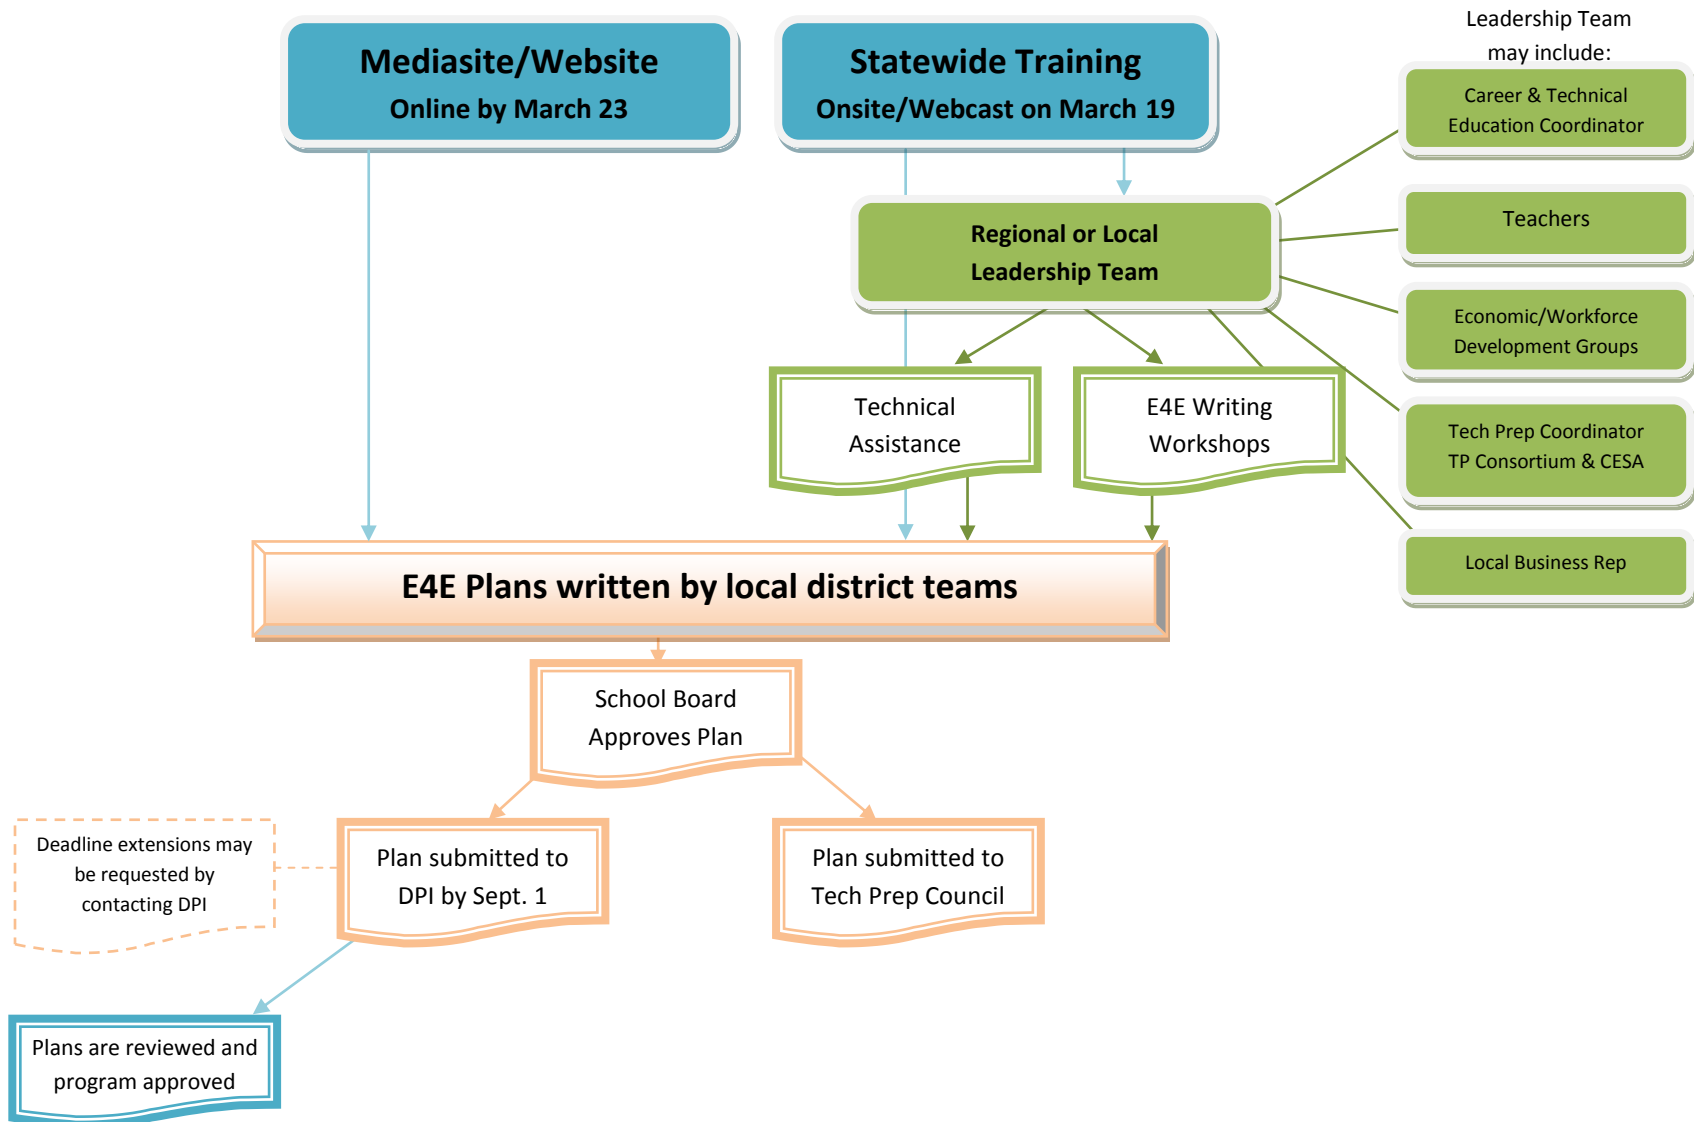 Mediasite/Website
Online by March 23
Statewide Training
Onsite/Webcast on March 19
Leadership Team
may include:
Career & Technical
Education Coordinator
Teachers
Economic/Workforce
Development Groups
Tech Prep Coordinator
TP Consortium & CESA
Local Business Rep
Regional or Local
Leadership Team
Technical
Assistance
E4E Writing
Workshops
E4E Plans written by local district teams
School Board
Approves Plan
Deadline extensions may
be requested by
contacting DPI
Plan submitted to
DPI by Sept. 1
Plan submitted to
Tech Prep Council
Plans are reviewed and
program approved